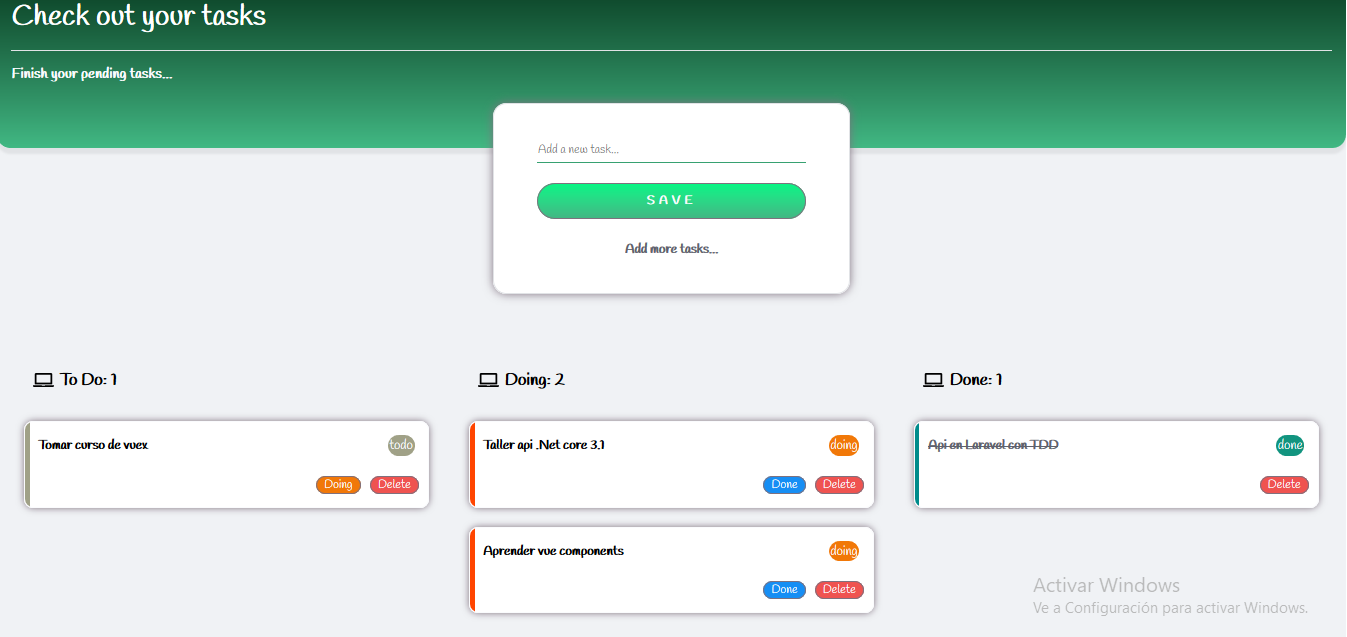 Check out your tasks
Finish your pending tasks...
Add a new task...
SAVE
Add more tasks...
To Do: 1
Tomar curso de vuex
todo
Doing
Delete
Doing: 2
Taller api .Net core 3.1
doing
Done
Delete
Aprender vue components
doing
Done
Delete
Done: 1
Api en Laravel con TDD
done
Delete
Activar Windows
Ve a Configuración para activar Windows.